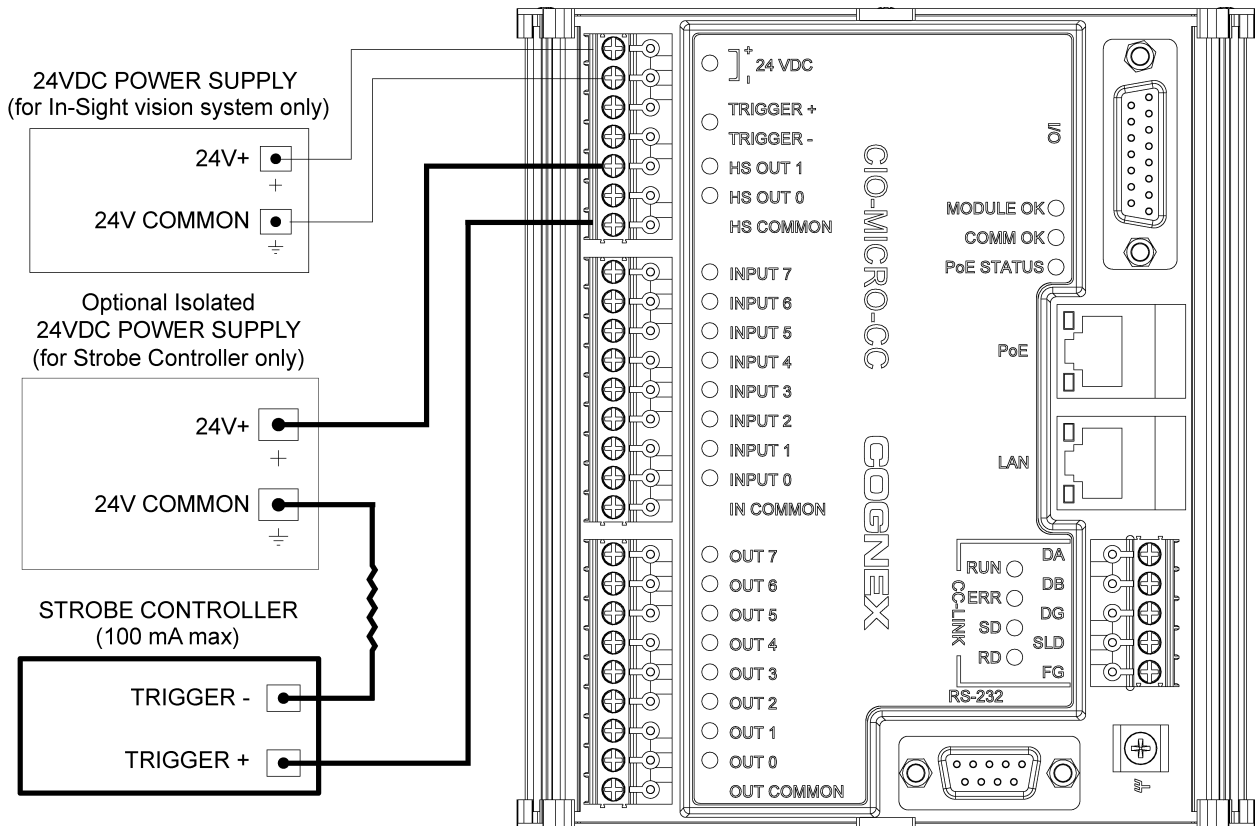 24VDC POWER SUPPLY
(for In-Sight vision system only)
24V+
+
24V COMMON
Optional Isolated
24VDC POWER SUPPLY
(for Strobe Controller only)
24V+
+
24V COMMON
STROBE CONTROLLER
(100 mA max)
TRIGGER -
TRIGGER +
+
24 VDC
-
TRIGGER +
TRIGGER -
HS OUT 1
HS OUT 0
HS COMMON
INPUT 7
INPUT 6
INPUT 5
INPUT 4
INPUT 3
INPUT 2
INPUT 1
INPUT 0
IN COMMON
OUT 7
OUT 6
OUT 5
OUT 4
OUT 3
OUT 2
OUT 1
OUT 0
OUT COMMON
CIO-MICRO-CC
COGNEX
I/O
MODULE OK
COMM OK
PoE STATUS
PoE
LAN
CC-LINK
RUN
ERR
SD
RD
DA
DB
DG
SLD
FG
RS-232